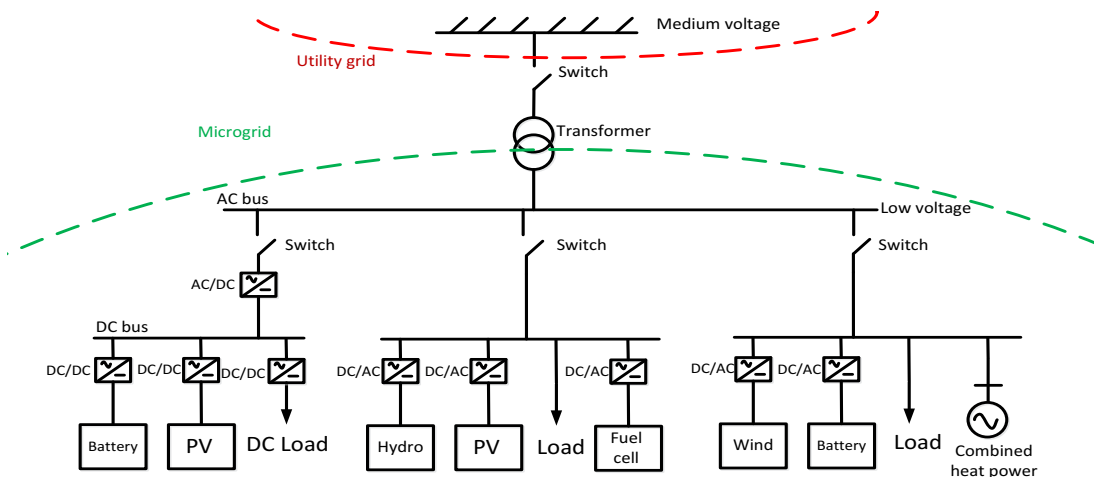 Medium voltage
Utility grid
Switch
Microgrid
Transformer
AC bus
Low voltage
Switch
Switch
Switch
AC/DC
DC bus
DC/DC
DC/DC
DC/DC
DC/AC
DC/AC
DC/AC
DC/AC
DC/AC
Battery
PV
DC Load
Hydro
PV
Load
Fuel
cell
Wind
Battery
Load
Combined
heat power